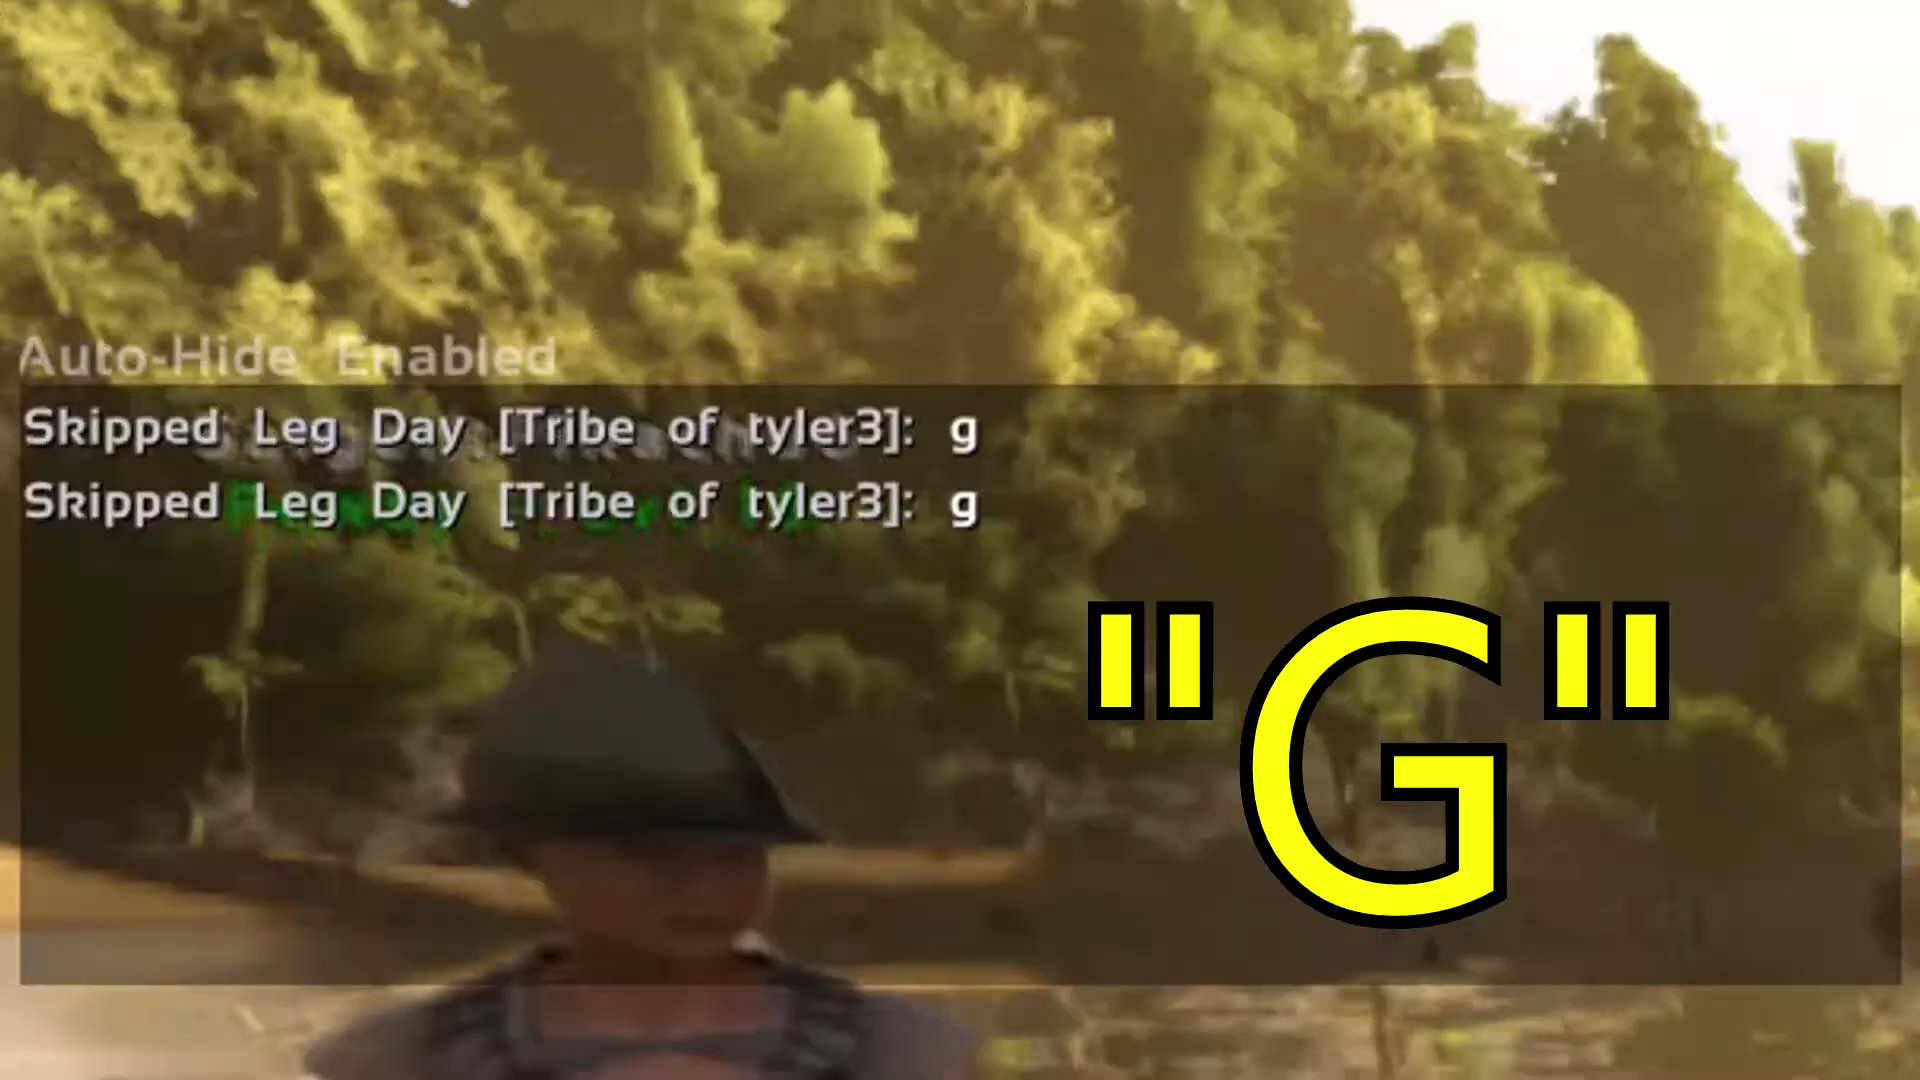 Auto-Hide Enabled
Skipped Leg Day [Tribe of tyler3]: g
Skipped Leg Day [Tribe of tyler3]: g
"G"